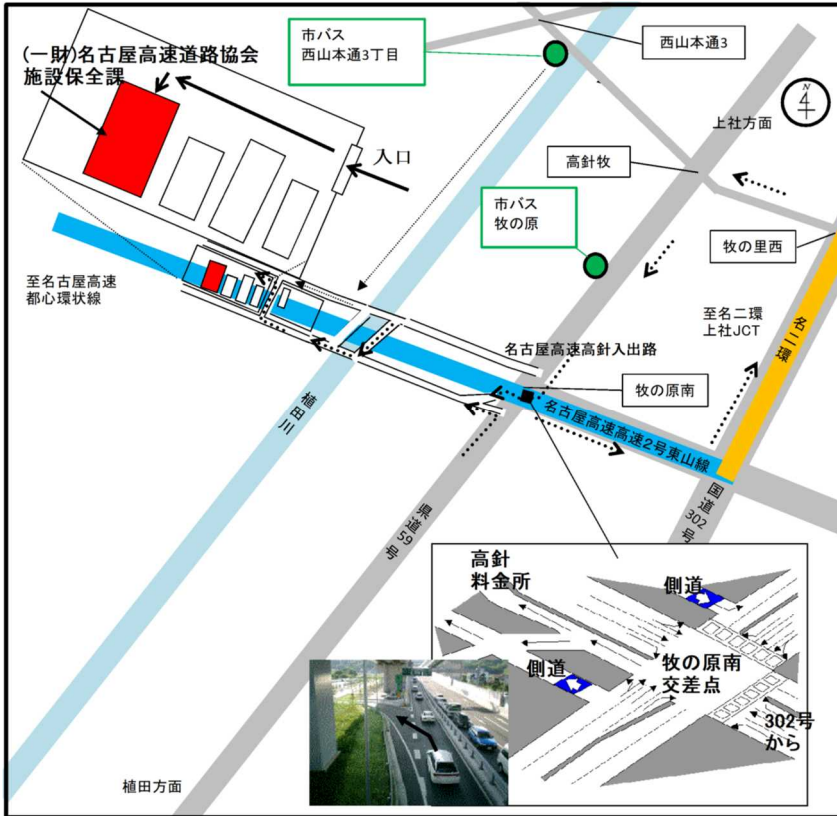 市バス
西山本通3丁目
西山本通3
(一財)名古屋高速道路協会
施設保全課
N
上社方面
入口
高針牧
市バス
牧の原
牧の里西
至名古屋高速
都心環状線
至名二環
上社JCT
名二環
名古屋高速高針入出路
牧の原南
名古屋高速高速2号東山線
植田川
県道59号
国道302号
高針
料金所
側道
側道
牧の原南
交差点
302号
から
植田方面